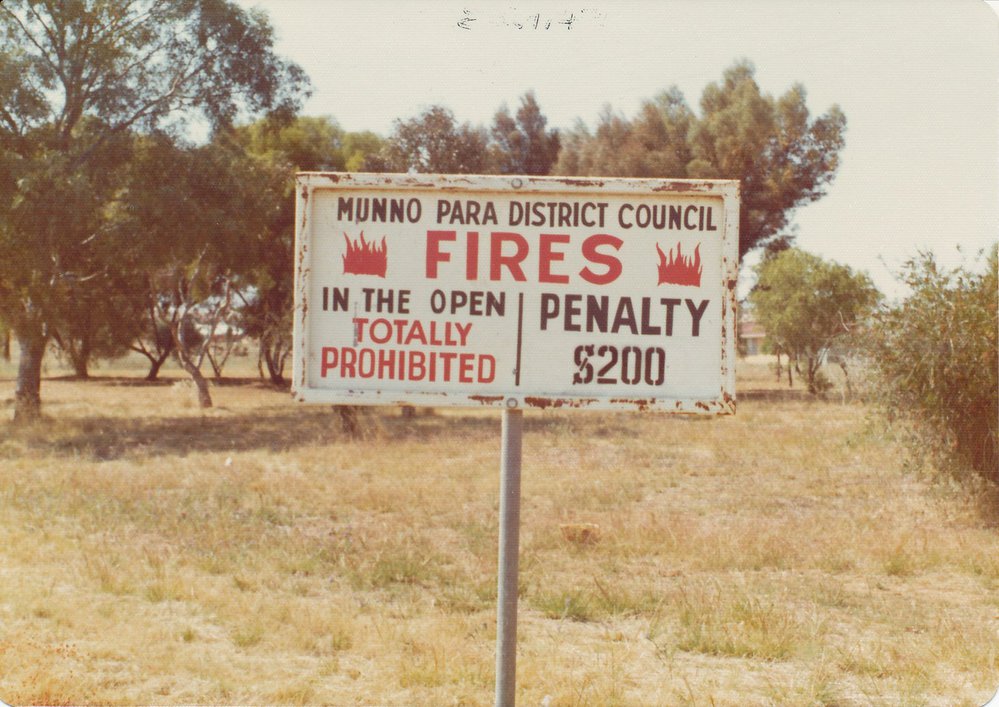 MUNNO PARA DISTRICT COUNCIL
FIRES
IN THE OPEN
TOTALLY
PROHIBITED
PENALTY
$200